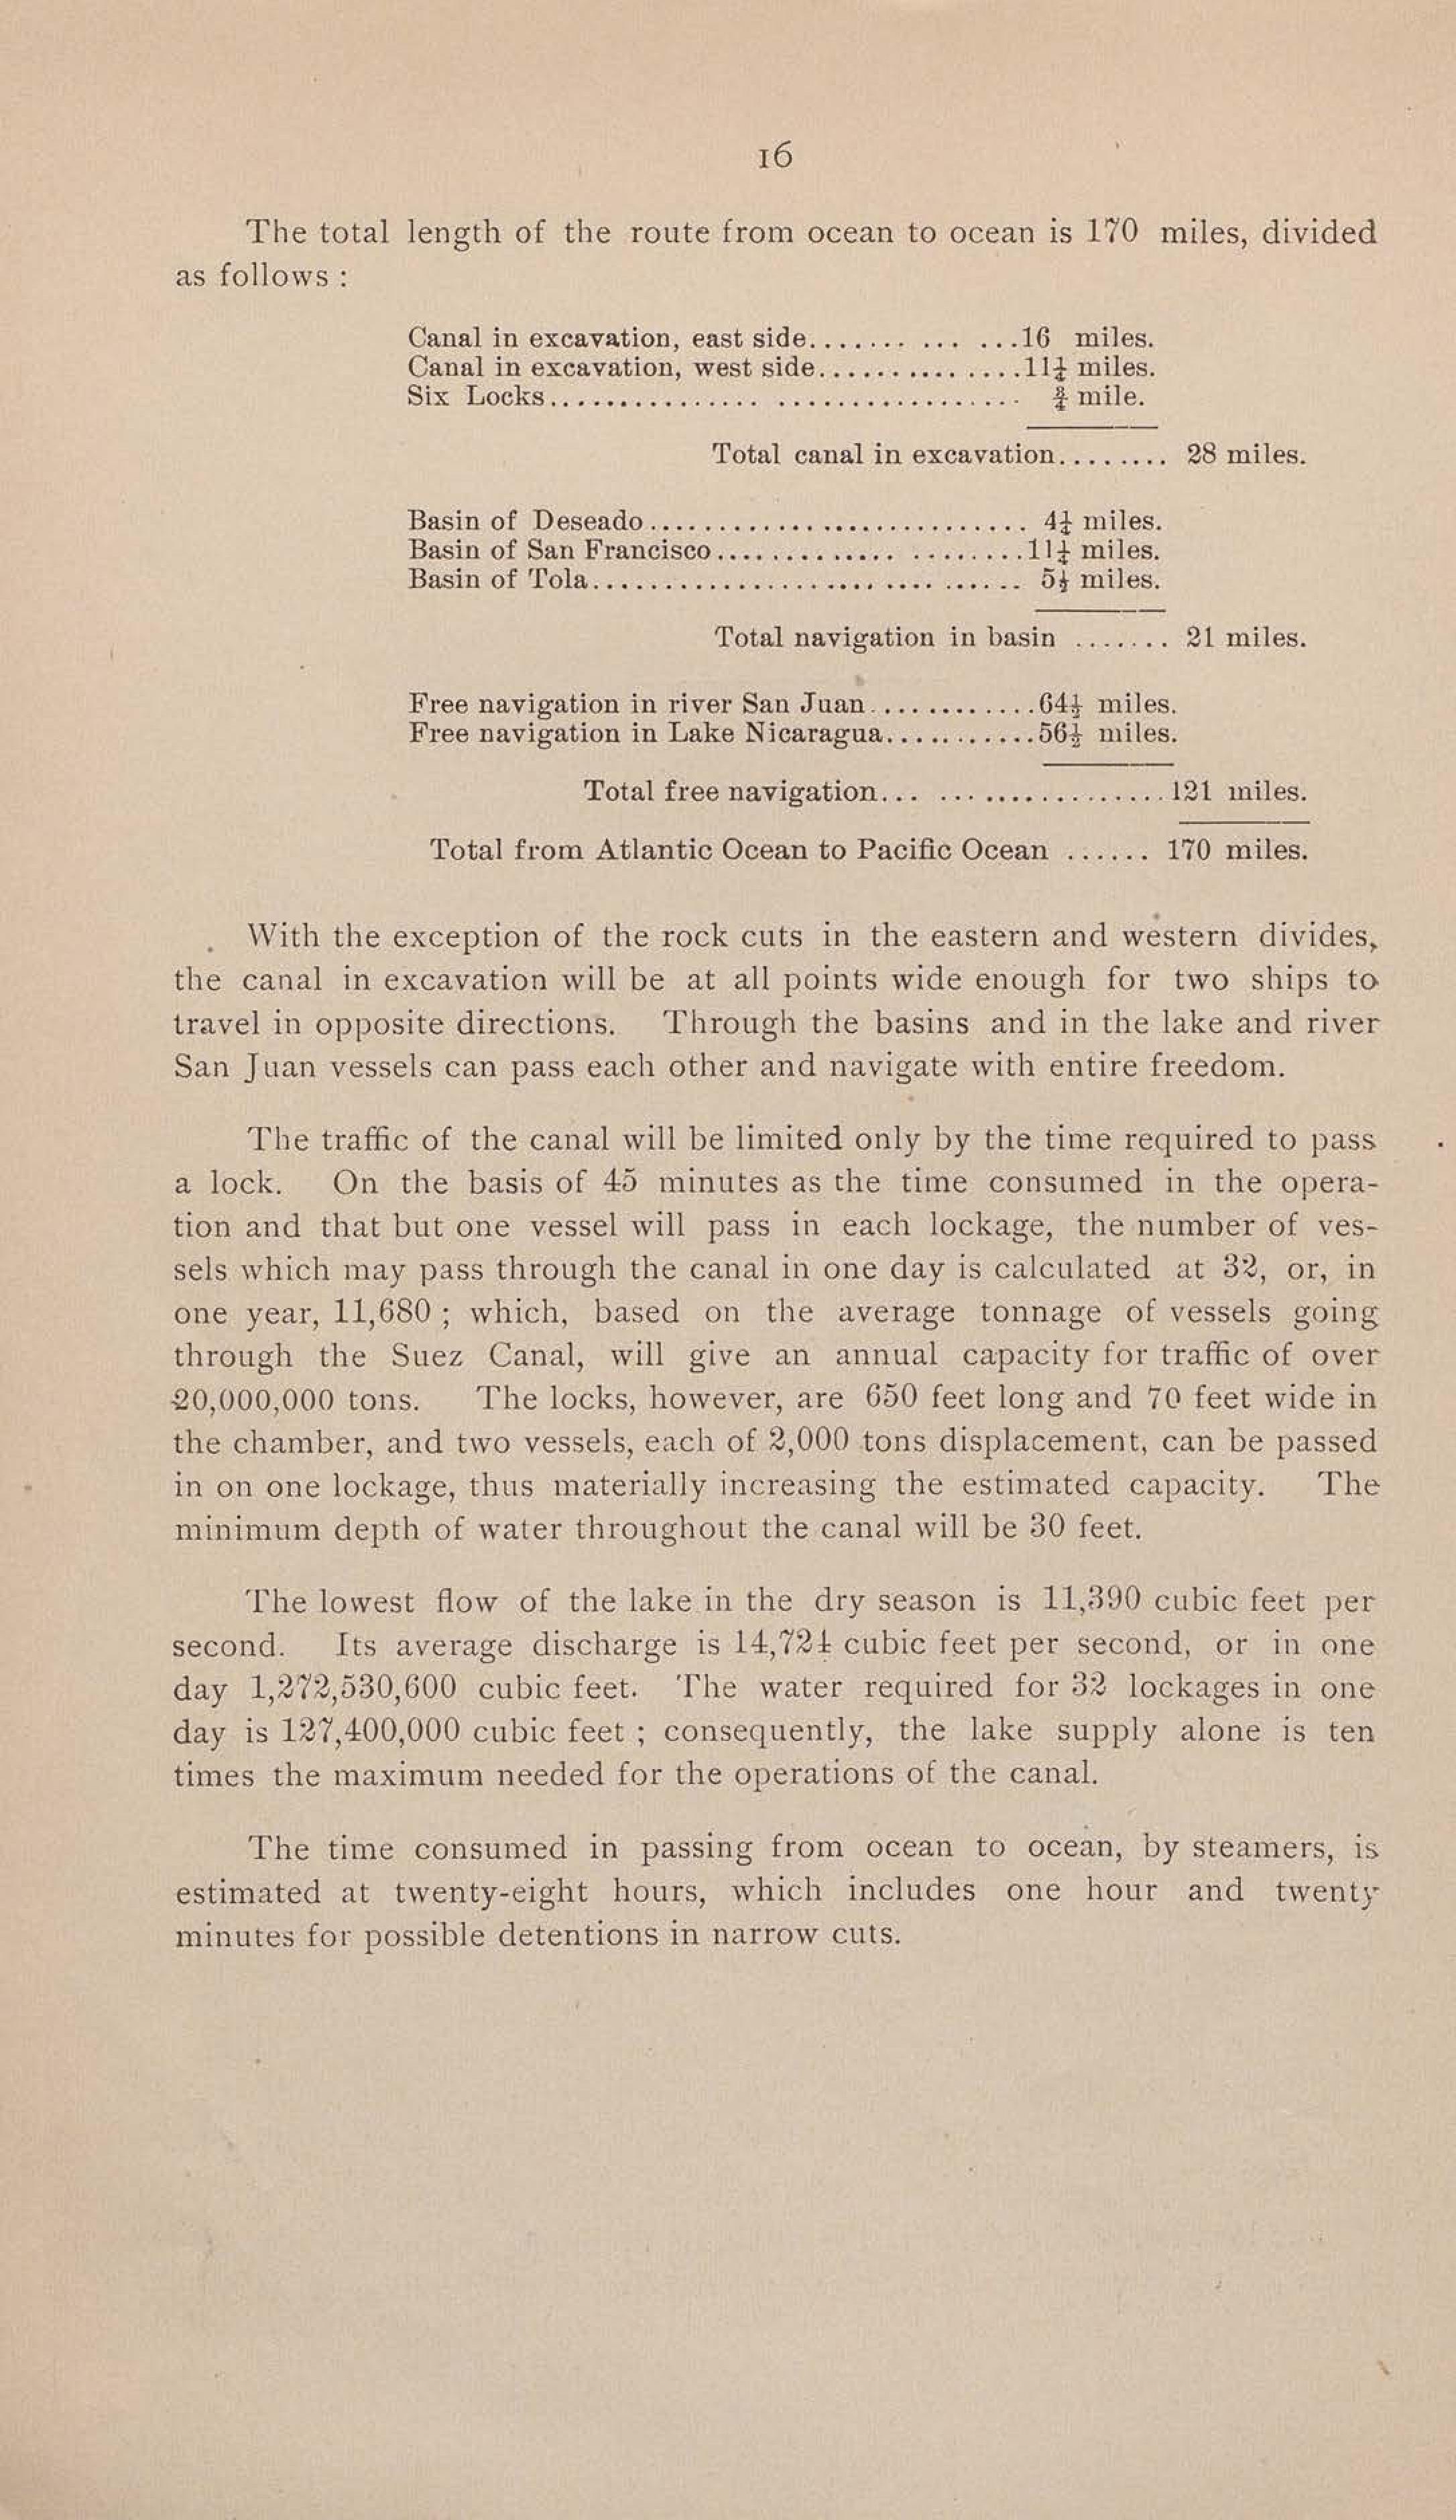 16
The total length of the route from ocean to ocean is 170 miles, divided
as follows :
Canal in excavation, east side....... ... ...16 miles.
Canal in excavation, west side..............11¼ miles.
Six Locks............... ................. ¾ mile.
Total canal in excavation........ 28 miles.
Basin of Deseado.......................... 4¼ miles.
Basin of San Francisco............. ........11¼ miles.
Basin of Tola....................... .... ...... 5½ miles.
Total navigation in basin ....... 21 miles.
Free navigation in river San Juan............64½ miles.
Free navigation in Lake Nicaragua...........56½ miles.
Total free navigation... ................121 miles.
Total from Atlantic Ocean to Pacific Ocean ...... 170 miles.
With the exception of the rock cuts in the eastern and western divides,
the canal in excavation will be at all points wide enough for two ships to
travel in opposite directions. Through the basins and in the lake and river
San Juan vessels can pass each other and navigate with entire freedom.
The traffic of the canal will be limited only by the time required to pass
a lock. On the basis of 45 minutes as the time consumed in the opera-
tion and that but one vessel will pass in each lockage, the number of ves-
sels which may pass through the canal in one day is calculated at 32, or, in
one year, 11,680 ; which, based on the average tonnage of vessels going
through the Suez Canal, will give an annual capacity for traffic of over
20,000,000 tons. The locks, however, are 650 feet long and 70 feet wide in
the chamber, and two vessels, each of 2,000 tons displacement, can be passed
in on one lockage, thus materially increasing the estimated capacity. The
minimum depth of water throughout the canal will be 30 feet.
The lowest flow of the lake in the dry season is 11,390 cubic feet per
second. Its average discharge is 14,724 cubic feet per second, or in one
day 1,272,530,600 cubic feet. The water required for 32 lockages in one
day is 127,400,000 cubic feet ; consequently, the lake supply alone is ten
times the maximum needed for the operations of the canal.
The time consumed in passing from ocean to ocean, by steamers, is
estimated at twenty-eight hours, which includes one hour and twenty
minutes for possible detentions in narrow cuts.